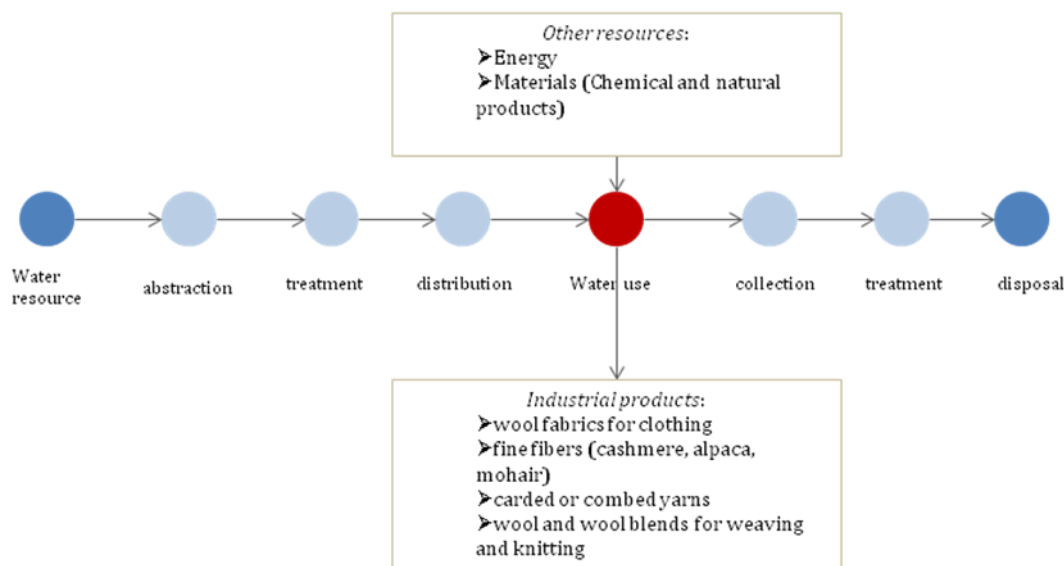 Other resources:
➤Energy
➤Materials (Chemical and natural
products)
Water
resource
abstraction
treatment
distribution
Water use
collection
treatment
disposal
Industrial products:
➤wool fabrics for clothing
➤fine fibers (cashmere, alpaca,
mohair)
➤carded or combed yarns
➤wool and wool blends for weaving
and knitting